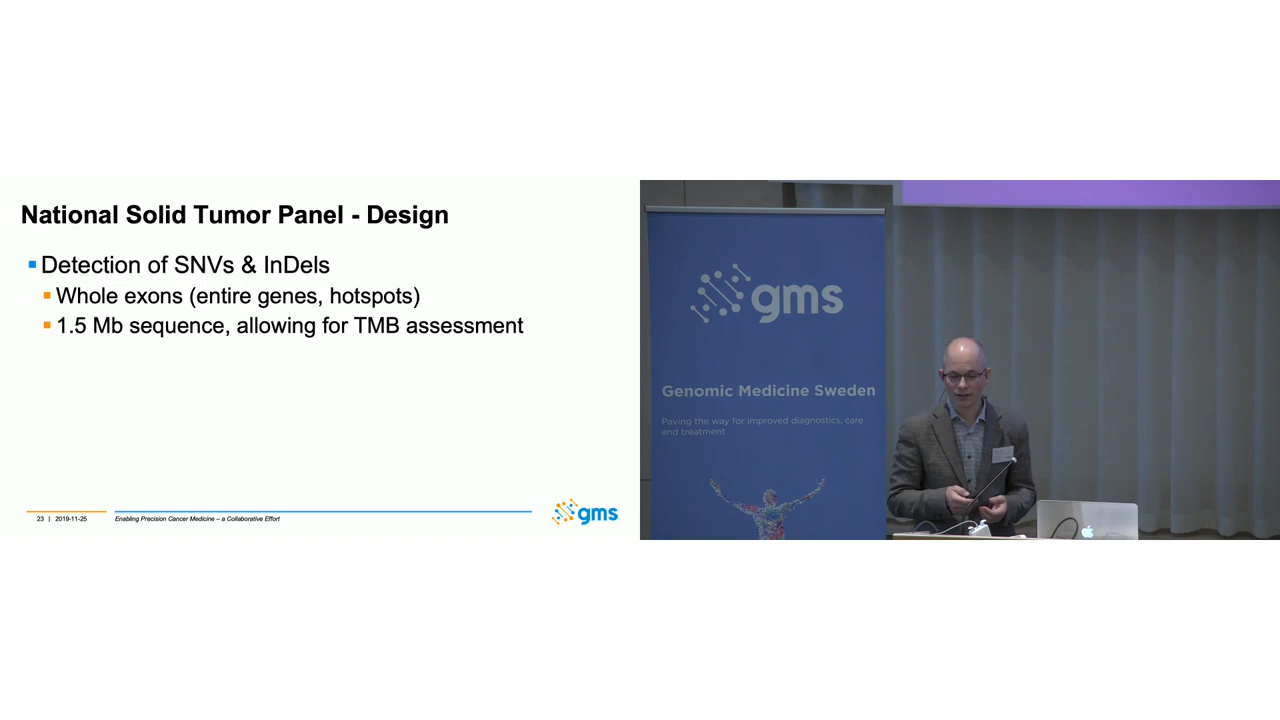 National Solid Tumor Panel - Design
Detection of SNVs & InDels
Whole exons (entire genes, hotspots)
1.5 Mb sequence, allowing for TMB assessment
23 | 2019-11-25
Enabling Precision Cancer Medicine – a Collaborative Effort
gms
gms
Genomic Medicine Sweden
Paving the way for improved diagnostics, care
and treatment